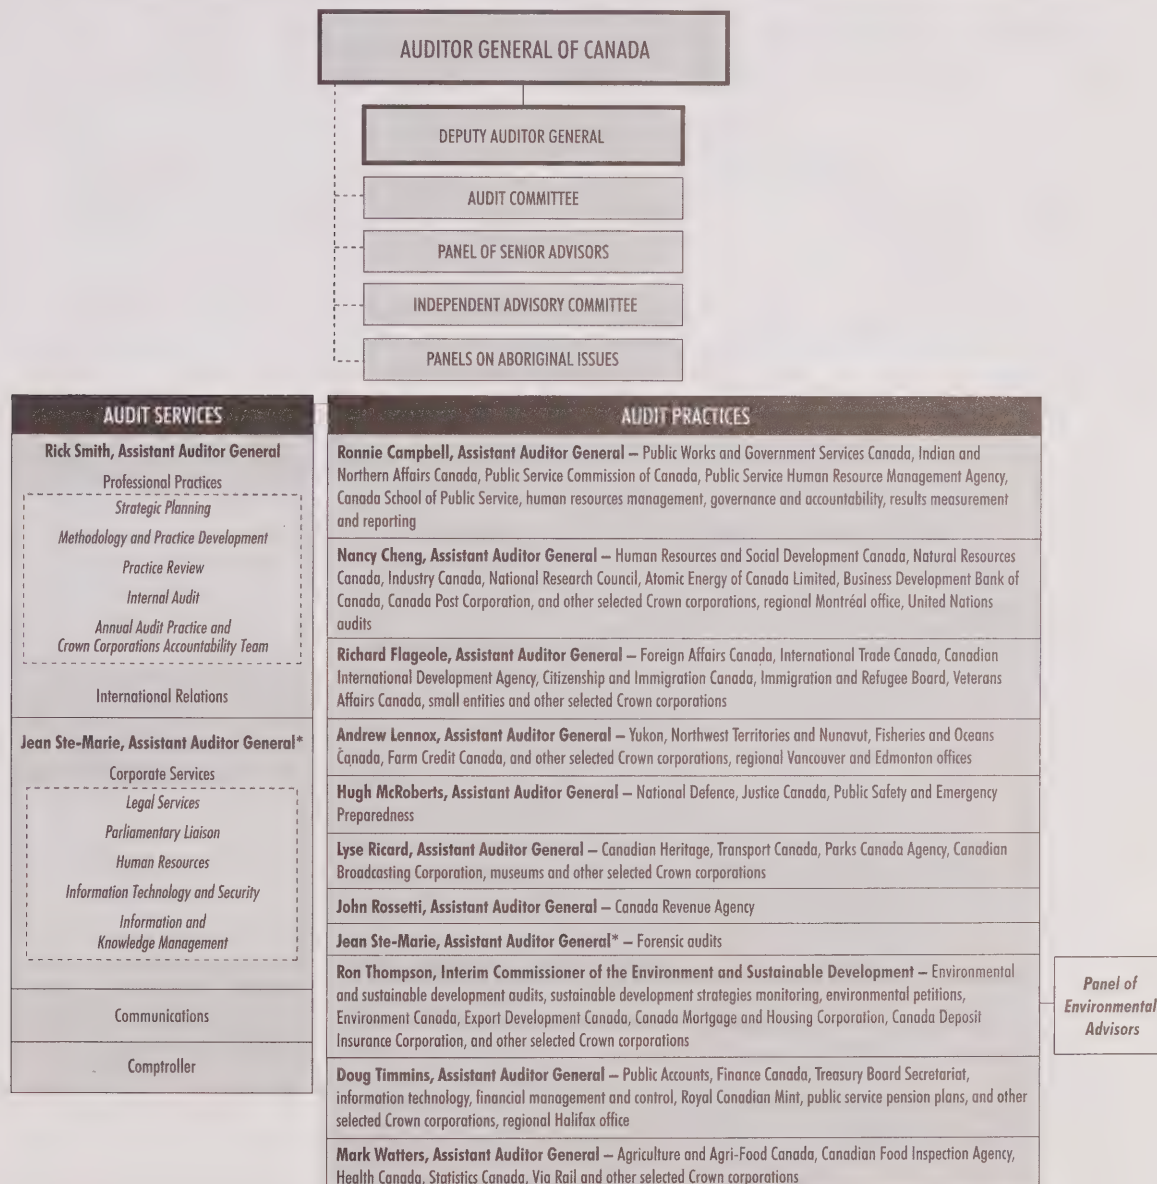 AUDITOR GENERAL OF CANADA
DEPUTY AUDITOR GENERAL
AUDIT COMMITTEE
PANEL OF SENIOR ADVISORS
INDEPENDENT ADVISORY COMMITTEE
PANELS ON ABORIGINAL ISSUES
AUDIT SERVICES
Rick Smith, Assistant Auditor General
Professional Practices
Strategic Planning
Methodology and Practice Development
Practice Review
Internal Audit
Annual Audit Practice and
Crown Corporations Accountability Team
International Relations
Jean Ste-Marie, Assistant Auditor General*
Corporate Services
Legal Services
Parliamentary Liaison
Human Resources
Information Technology and Security
Information and
Knowledge Management
Communications
Comptroller
AUDIT PRACTICES
Ronnie Campbell, Assistant Auditor General – Public Works and Government Services Canada, Indian and
Northern Affairs Canada, Public Service Commission of Canada, Public Service Human Resource Management Agency,
Canada School of Public Service, human resources management, governance and accountability, results measurement
and reporting
Nancy Cheng, Assistant Auditor General – Human Resources and Social Development Canada, Natural Resources
Canada, Industry Canada, National Research Council, Atomic Energy of Canada Limited, Business Development Bank of
Canada, Canada Post Corporation, and other selected Crown corporations, regional Montréal office, United Nations
audits
Richard Flageole, Assistant Auditor General – Foreign Affairs Canada, International Trade Canada, Canadian
International Development Agency, Citizenship and Immigration Canada, Immigration and Refugee Board, Veterans
Affairs Canada, small entities and other selected Crown corporations
Andrew Lennox, Assistant Auditor General – Yukon, Northwest Territories and Nunavut, Fisheries and Oceans
Canada, Farm Credit Canada, and other selected Crown corporations, regional Vancouver and Edmonton offices
Hugh McRoberts, Assistant Auditor General – National Defence, Justice Canada, Public Safety and Emergency
Preparedness
Lyse Ricard, Assistant Auditor General – Canadian Heritage, Transport Canada, Parks Canada Agency, Canadian
Broadcasting Corporation, museums and other selected Crown corporations
John Rossetti, Assistant Auditor General – Canada Revenue Agency
Jean Ste-Marie, Assistant Auditor General* – Forensic audits
Ron Thompson, Interim Commissioner of the Environment and Sustainable Development – Environmental
and sustainable development audits, sustainable development strategies monitoring, environmental petitions,
Environment Canada, Export Development Canada, Canada Mortgage and Housing Corporation, Canada Deposit
Insurance Corporation, and other selected Crown corporations
Doug Timmins, Assistant Auditor General – Public Accounts, Finance Canada, Treasury Board Secretariat,
information technology, financial management and control, Royal Canadian Mint, public service pension plans, and other
selected Crown corporations, regional Halifax office
Mark Watters, Assistant Auditor General – Agriculture and Agri-Food Canada, Canadian Food Inspection Agency,
Health Canada, Statistics Canada, Via Rail and other selected Crown corporations
Panel of
Environmental
Advisors